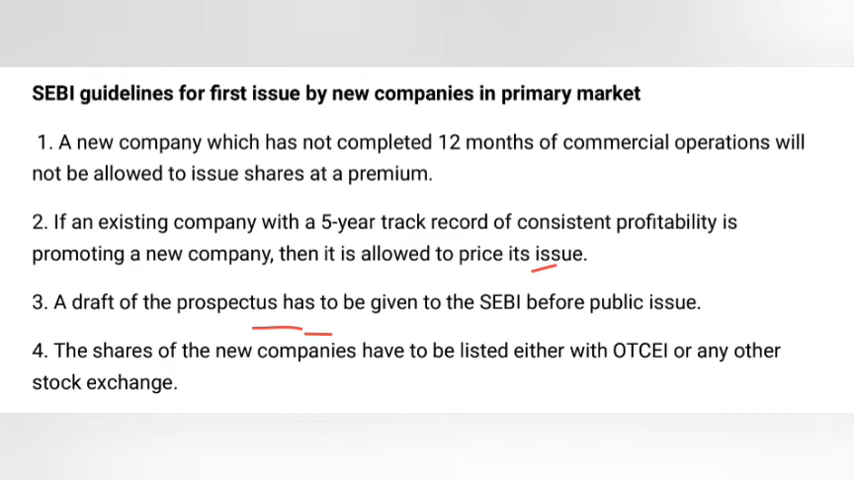 SEBI guidelines for first issue by new companies in primary market
1. A new company which has not completed 12 months of commercial operations will
not be allowed to issue shares at a premium.
2. If an existing company with a 5-year track record of consistent profitability is
promoting a new company, then it is allowed to price its issue.
3. A draft of the prospectus has to be given to the SEBI before public issue.
4. The shares of the new companies have to be listed either with OTCEI or any other
stock exchange.